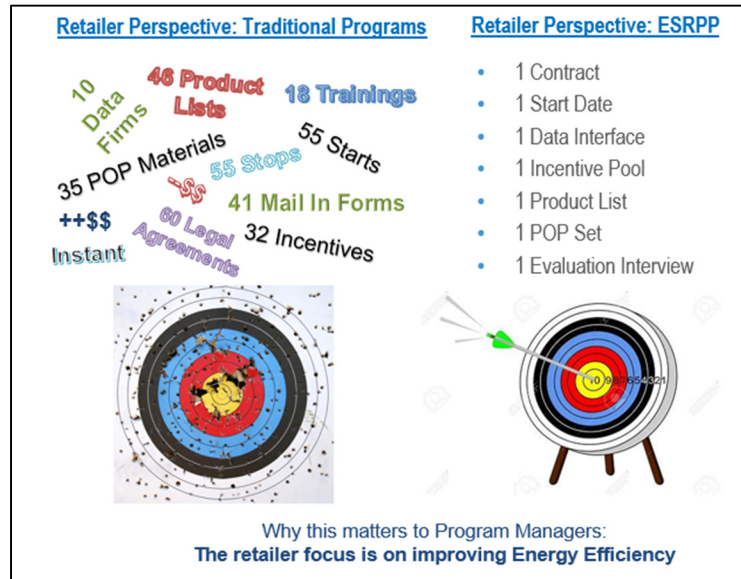 Retailer Perspective: Traditional Programs
10
Data
Firms
46 Product
Lists
18 Trainings
35 POP Materials
55 Stops
55 Starts
-$$
41 Mail In Forms
++$$
Instant
60 Legal
Agreements
32 Incentives
Retailer Perspective: ESRPP
• 1 Contract
• 1 Start Date
• 1 Data Interface
• 1 Incentive Pool
• 1 Product List
• 1 POP Set
• 1 Evaluation Interview
10 987654321
Why this matters to Program Managers:
The retailer focus is on improving Energy Efficiency